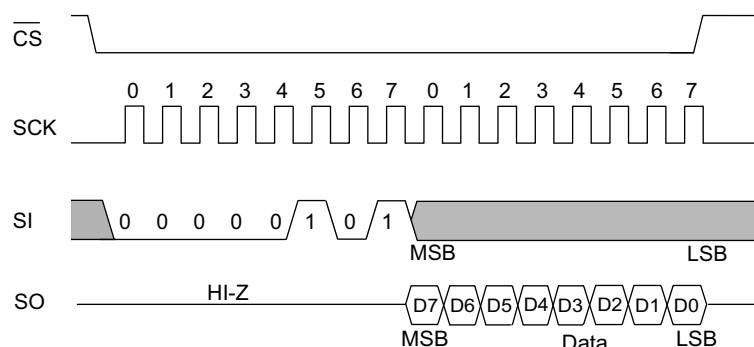 CS
0 1 2 3 4 5 6 7 0 1 2 3 4 5 6 7
SCK
SI 0 0 0 0 0 1 0 1
MSB LSB
HI-Z
SO D7 D6 D5 D4 D3 D2 D1 D0
MSB Data LSB